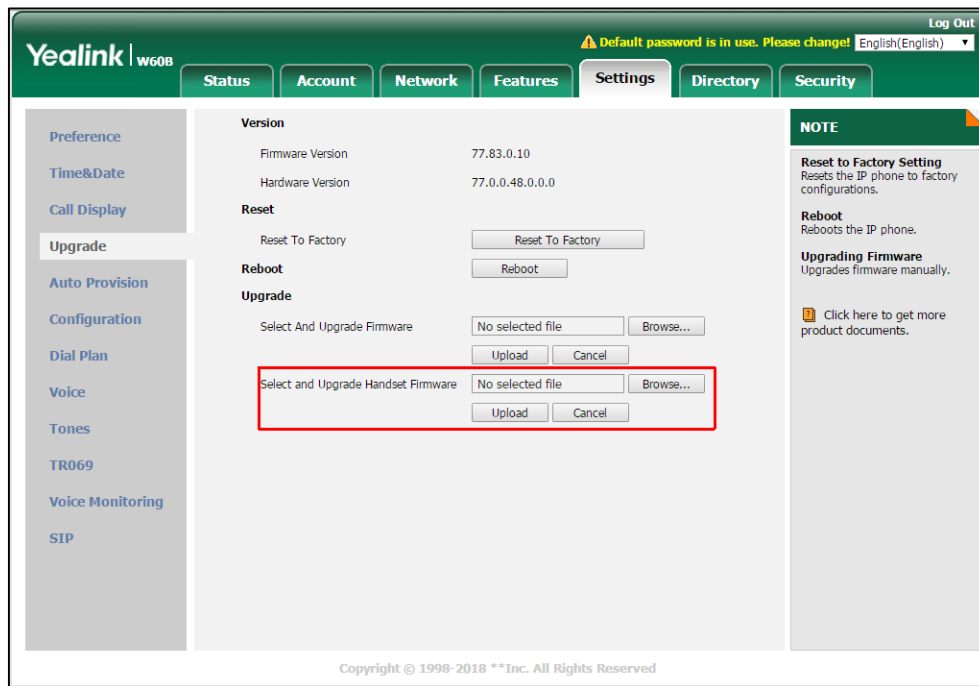 Log Out
Yealink | W60B
Default password is in use. Please change! English(English)
Status Account Network Features Settings Directory Security
Preference
Time&Date
Call Display
Upgrade
Auto Provision
Configuration
Dial Plan
Voice
Tones
TR069
Voice Monitoring
SIP
Version
Firmware Version 77.83.0.10
Hardware Version 77.0.0.48.0.0.0
Reset
Reset To Factory Reset To Factory
Reboot Reboot
Upgrade
Select And Upgrade Firmware No selected file Browse...
Upload Cancel
Select and Upgrade Handset Firmware No selected file Browse...
Upload Cancel
NOTE
Reset to Factory Setting
Resets the IP phone to factory
configurations.
Reboot
Reboots the IP phone.
Upgrading Firmware
Upgrades firmware manually.
Click here to get more
product documents.
Copyright © 1998-2018 **Inc. All Rights Reserved